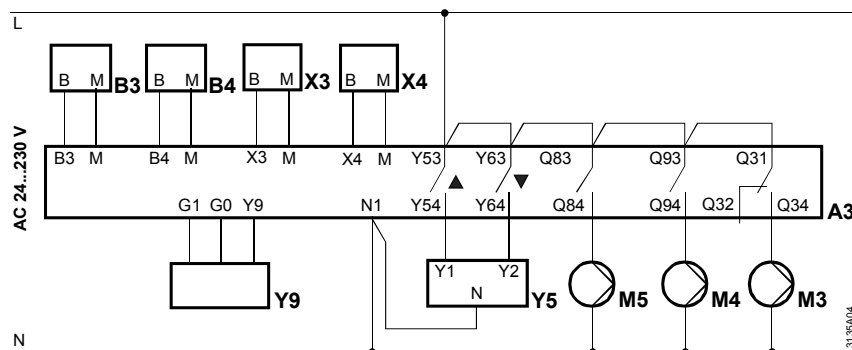 L
B M B3 B M B4 B M X3 B M X4
AC 24...230 V
B3 M B4 M X3 M X4 M Y53 Y63 Q83 Q93 Q31
G1 G0 Y9 N1 Y54 Y64 Q84 Q94 Q32 Q34 A3
Y1 Y2
N
Y9 Y5 M5 M4 M3
N
3135A04